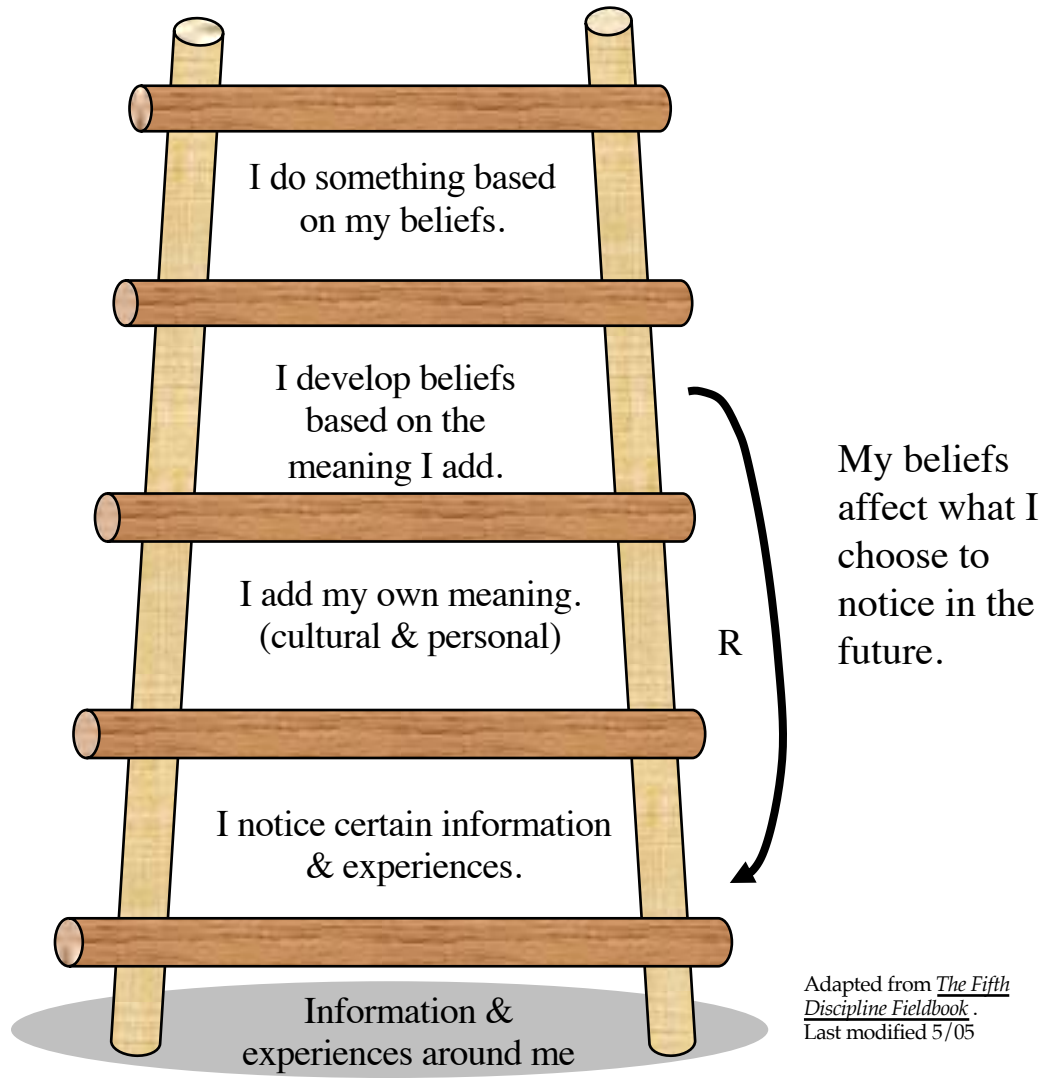 I do something based
on my beliefs.
I develop beliefs
based on the
meaning I add.
I add my own meaning.
(cultural & personal)
I notice certain information
& experiences.
Information &
experiences around me
R
My beliefs
affect what I
choose to
notice in the
future.
Adapted from The Fifth
Discipline Fieldbook .
Last modified 5/05